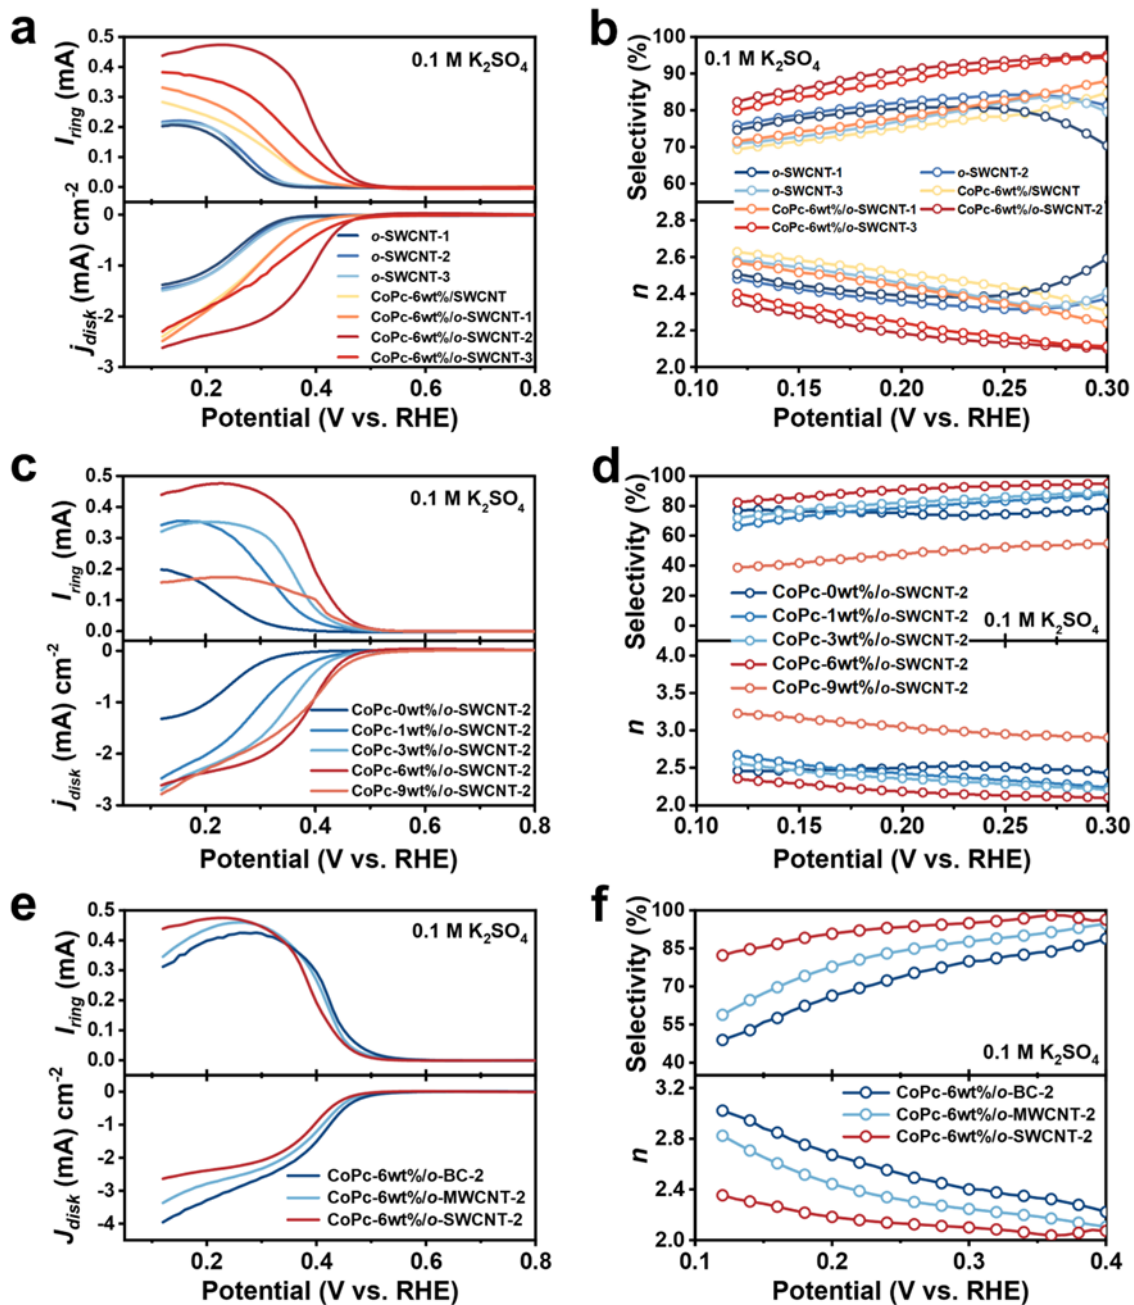 a
0.1 M K₂SO₄
I_ring (mA)
0.5
0.4
0.3
0.2
0.1
0.0
j_disk (mA) cm⁻²
0
-1
-2
-3
o-SWCNT-1
o-SWCNT-2
o-SWCNT-3
CoPc-6wt%/SWCNT
CoPc-6wt%/o-SWCNT-1
CoPc-6wt%/o-SWCNT-2
CoPc-6wt%/o-SWCNT-3
0.2 0.4 0.6 0.8
Potential (V vs. RHE)
b
0.1 M K₂SO₄
Selectivity (%)
100
90
80
70
60
o-SWCNT-1 o-SWCNT-2
o-SWCNT-3 CoPc-6wt%/SWCNT
CoPc-6wt%/o-SWCNT-1 CoPc-6wt%/o-SWCNT-2
CoPc-6wt%/o-SWCNT-3
n
2.8
2.6
2.4
2.2
2.0
0.10 0.15 0.20 0.25 0.30
Potential (V vs. RHE)
c
0.1 M K₂SO₄
I_ring (mA)
0.5
0.4
0.3
0.2
0.1
0.0
j_disk (mA) cm⁻²
0
-1
-2
-3
CoPc-0wt%/o-SWCNT-2
CoPc-1wt%/o-SWCNT-2
CoPc-3wt%/o-SWCNT-2
CoPc-6wt%/o-SWCNT-2
CoPc-9wt%/o-SWCNT-2
0.2 0.4 0.6 0.8
Potential (V vs. RHE)
d
Selectivity (%)
100
80
60
40
20
0
CoPc-0wt%/o-SWCNT-2
CoPc-1wt%/o-SWCNT-2 0.1 M K₂SO₄
CoPc-3wt%/o-SWCNT-2
CoPc-6wt%/o-SWCNT-2
CoPc-9wt%/o-SWCNT-2
n
4.0
3.5
3.0
2.5
2.0
0.10 0.15 0.20 0.25 0.30
Potential (V vs. RHE)
e
0.1 M K₂SO₄
I_ring (mA)
0.5
0.4
0.3
0.2
0.1
0.0
J_disk (mA) cm⁻²
0
-1
-2
-3
-4
CoPc-6wt%/o-BC-2
CoPc-6wt%/o-MWCNT-2
CoPc-6wt%/o-SWCNT-2
0.2 0.4 0.6 0.8
Potential (V vs. RHE)
f
Selectivity (%)
100
85
70
55
40
0.1 M K₂SO₄
n
3.2
2.8
2.4
2.0
CoPc-6wt%/o-BC-2
CoPc-6wt%/o-MWCNT-2
CoPc-6wt%/o-SWCNT-2
0.1 0.2 0.3 0.4
Potential (V vs. RHE)